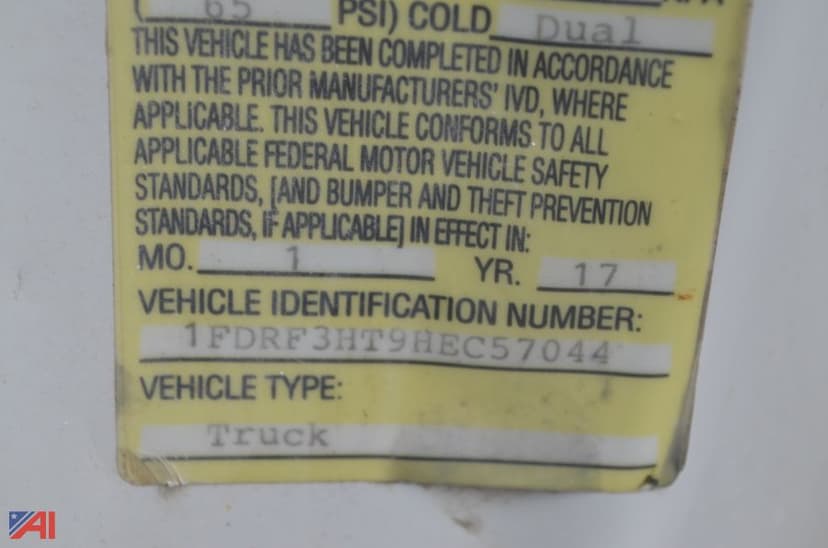 ( 65 PSI) COLD Dual
THIS VEHICLE HAS BEEN COMPLETED IN ACCORDANCE
WITH THE PRIOR MANUFACTURERS' IVD, WHERE
APPLICABLE. THIS VEHICLE CONFORMS TO ALL
APPLICABLE FEDERAL MOTOR VEHICLE SAFETY
STANDARDS, [AND BUMPER AND THEFT PREVENTION
STANDARDS, IF APPLICABLE] IN EFFECT IN:
MO. 1 YR. 17
VEHICLE IDENTIFICATION NUMBER:
1FDRF3HT9HEC57044
VEHICLE TYPE:
Truck
AI